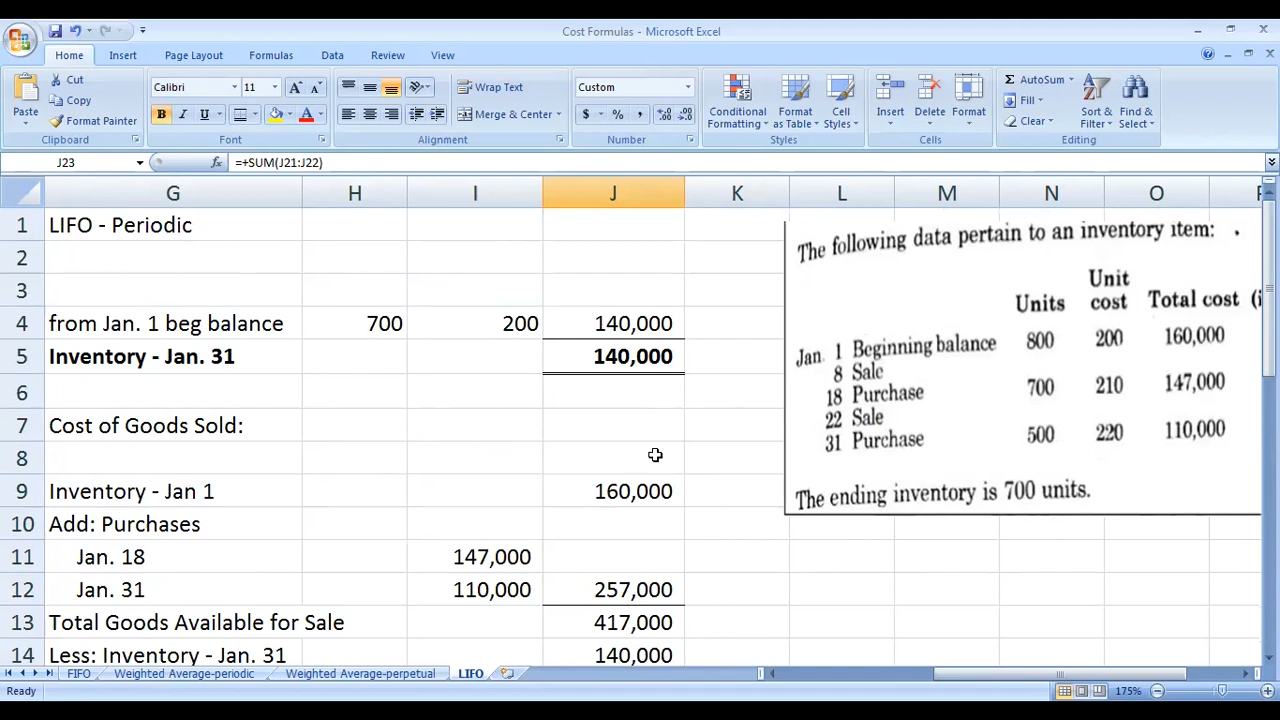 Cost Formulas - Microsoft Excel
Home Insert Page Layout Formulas Data Review View
Paste Cut Copy Format Painter Clipboard
Calibri 11 A A B I U A Font
Wrap Text Merge & Center Alignment
Custom $ % , Number
Conditional Formatting Format as Table Cell Styles Styles
Insert Delete Format Cells
AutoSum Fill Clear Sort & Filter Find & Select Editing
J23 fx =+SUM(J21:J22)
G H I J K L M N O
1 LIFO - Periodic
2
3
4 from Jan. 1 beg balance 700 200 140,000
5 Inventory - Jan. 31 140,000
6
7 Cost of Goods Sold:
8
9 Inventory - Jan 1 160,000
10 Add: Purchases
11 Jan. 18 147,000
12 Jan. 31 110,000 257,000
13 Total Goods Available for Sale 417,000
14 Less: Inventory - Jan. 31 140,000
The following data pertain to an inventory item:
Units Unit cost Total cost (i
Jan. 1 Beginning balance 800 200 160,000
8 Sale
18 Purchase 700 210 147,000
22 Sale
31 Purchase 500 220 110,000
The ending inventory is 700 units.
FIFO Weighted Average-periodic Weighted Average-perpetual LIFO
Ready 175%